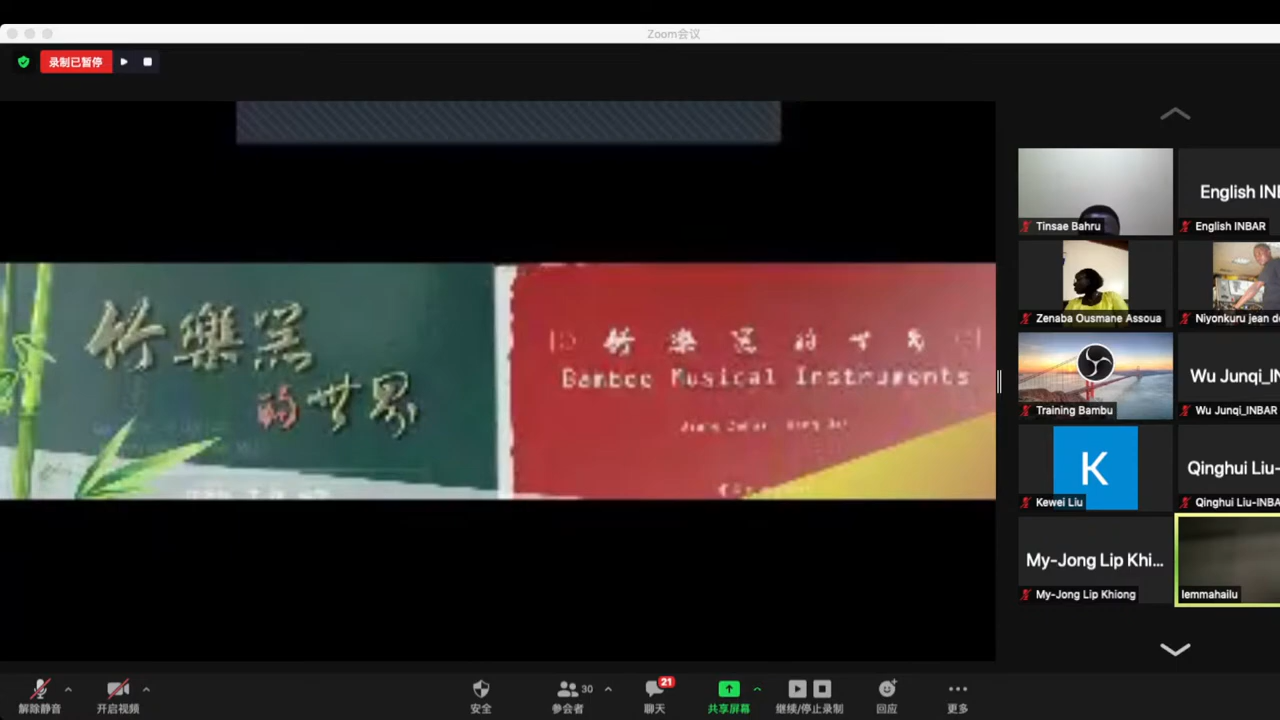 Zoom会议
录制已暂停
竹樂器
的世界
竹樂器的世界
Bamboo Musical Instruments
Tinsae Bahru
English INI
English INBAR
Zenaba Ousmane Assoua
Niyonkuru jean de
Training Bambu
Wu Junqi_IN
Wu Junqi_INBAR
K
Kewei Liu
Qinghui Liu-
Qinghui Liu-INBA
My-Jong Lip Khi...
My-Jong Lip Khiong
lemmahailu
30
21
解除静音
开启视频
安全
参会者
聊天
共享屏幕
继续/停止录制
回应
更多